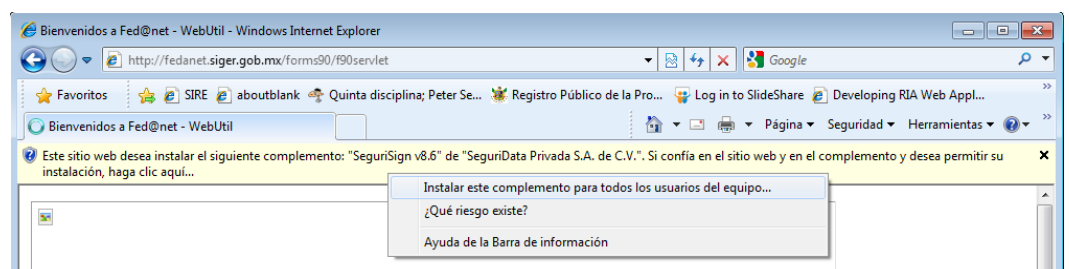 Bienvenidos a Fed@net - WebUtil - Windows Internet Explorer
http://fedanet.siger.gob.mx/forms90/f90servlet
Google
Favoritos SIRE aboutblank Quinta disciplina; Peter Se... Registro Público de la Pro... Log in to SlideShare Developing RIA Web Appl...
Bienvenidos a Fed@net - WebUtil Página Seguridad Herramientas
Este sitio web desea instalar el siguiente complemento: "SeguriSign v8.6" de "SeguriData Privada S.A. de C.V.". Si confía en el sitio web y en el complemento y desea permitir su
instalación, haga clic aquí...
Instalar este complemento para todos los usuarios del equipo...
¿Qué riesgo existe?
Ayuda de la Barra de información